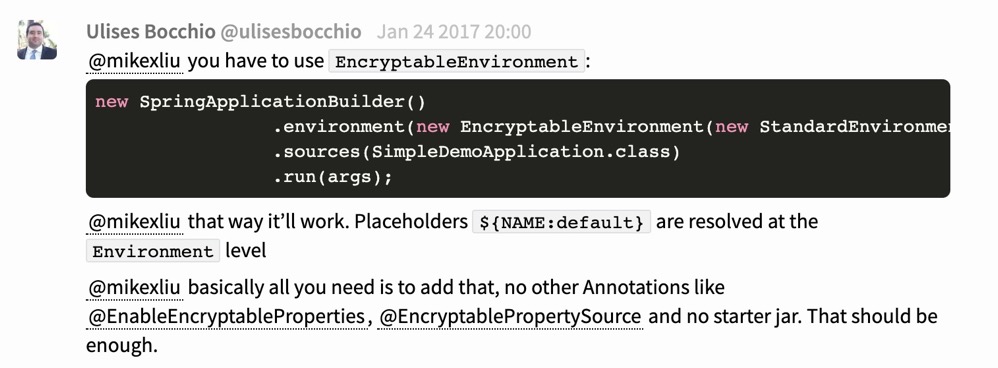 Ulises Bocchio @ulisesbocchio Jan 24 2017 20:00
@mikexliu you have to use EncryptableEnvironment:
new SpringApplicationBuilder()
.environment(new EncryptableEnvironment(new
.sources(SimpleDemoApplication.class)
.run(args);
@mikexliu that way it'll work. Placeholders ${NAME:default} are resolved at the
Environment level
@mikexliu basically all you need is to add that, no other Annotations like
@EnableEncryptableProperties, @EncryptablePropertySource and no starter jar. That should be
enough.